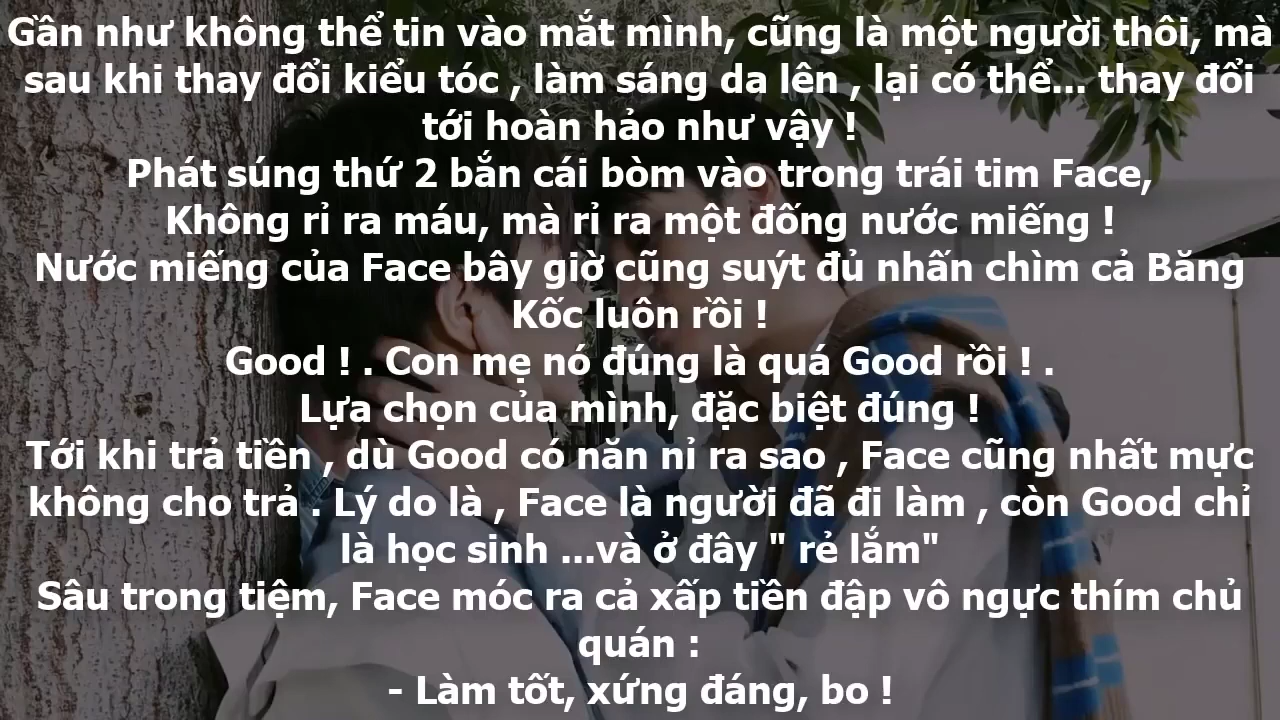 Gần như không thể tin vào mắt mình, cũng là một người thôi, mà
sau khi thay đổi kiểu tóc , làm sáng da lên , lại có thể... thay đổi
tới hoàn hảo như vậy !
Phát súng thứ 2 bắn cái bòm vào trong trái tim Face,
Không rỉ ra máu, mà rỉ ra một đống nước miếng !
Nước miếng của Face bây giờ cũng suýt đủ nhấn chìm cả Băng
Kốc luôn rồi !
Good ! . Con mẹ nó đúng là quá Good rồi ! .
Lựa chọn của mình, đặc biệt đúng !
Tới khi trả tiền , dù Good có năn nỉ ra sao , Face cũng nhất mực
không cho trả . Lý do là , Face là người đã đi làm , còn Good chỉ
là học sinh ...và ở đây " rẻ lắm"
Sâu trong tiệm, Face móc ra cả xấp tiền đập vô ngực thím chủ
quán :
- Làm tốt, xứng đáng, bo !